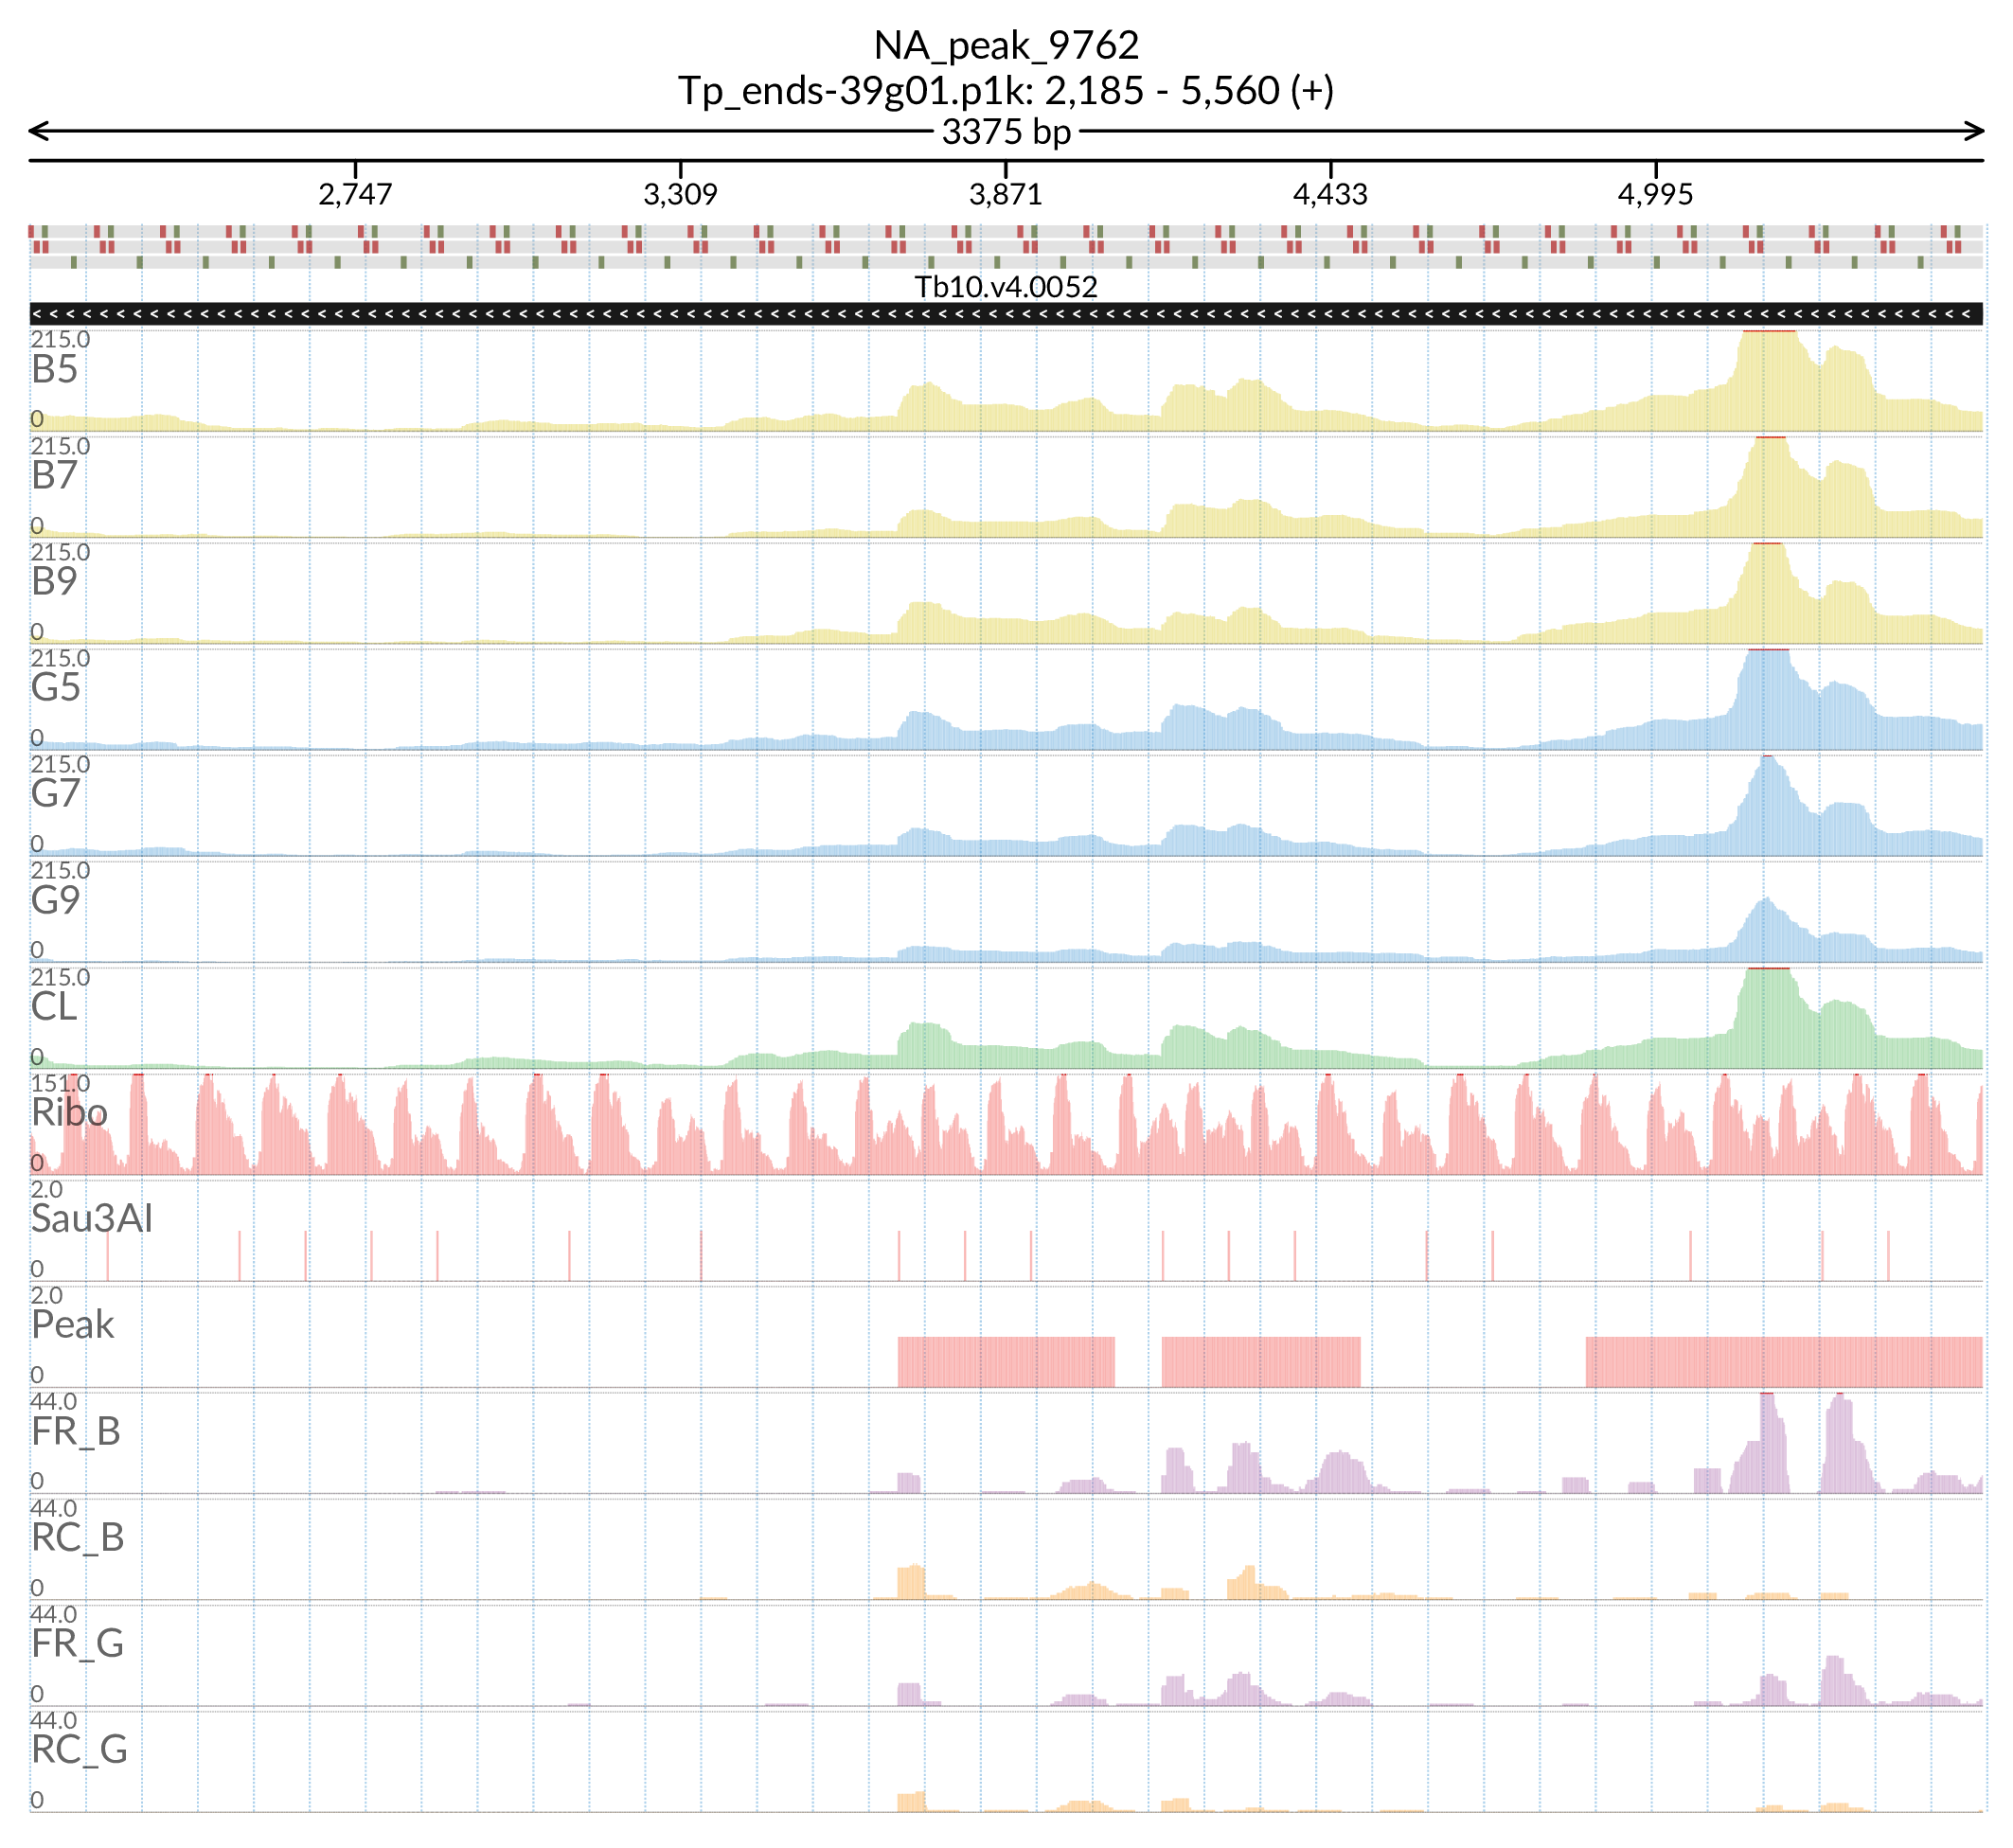 NA_peak_9762
Tp_ends-39g01.p1k: 2,185 - 5,560 (+)
3375 bp
2,747 3,309 3,871 4,433 4,995
Tb10.v4.0052
215.0
B5
0
215.0
B7
0
215.0
B9
0
215.0
G5
0
215.0
G7
0
215.0
G9
0
215.0
CL
0
151.0
Ribo
0
2.0
Sau3AI
0
2.0
Peak
0
44.0
FR_B
0
44.0
RC_B
0
44.0
FR_G
0
44.0
RC_G
0